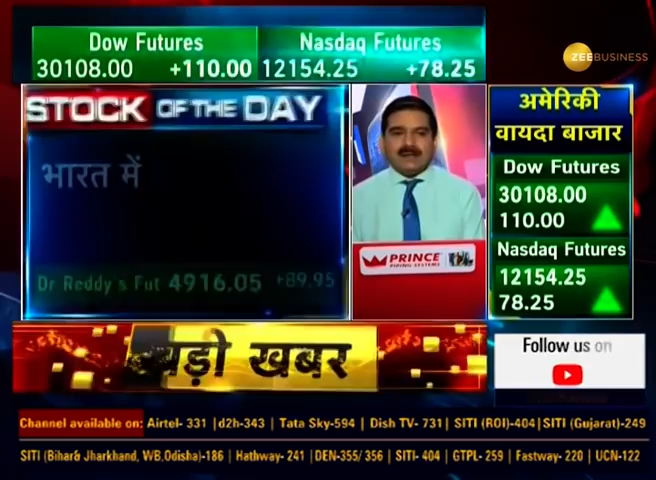 Dow Futures
30108.00 +110.00
Nasdaq Futures
12154.25 +78.25
ZEEBUSINESS
STOCK OF THE DAY
भारत में
Dr Reddy s Fut 4916.05 +89.95
PRINCE
PIPING SYSTEMS
अमेरिकी
वायदा बाजार
Dow Futures
30108.00
110.00
Nasdaq Futures
12154.25
78.25
बड़ी खबर
Follow us on
Channel available on: Airtel- 331 |d2h-343 | Tata Sky-594 | Dish TV- 731| SITI (ROI)-404|SITI (Gujarat)-249
SITI (Bihar& Jharkhand, WB,Odisha)-186 | Hathway- 241 |DEN-355/ 356 | SITI- 404 | GTPL- 259 | Fastway- 220 | UCN-122